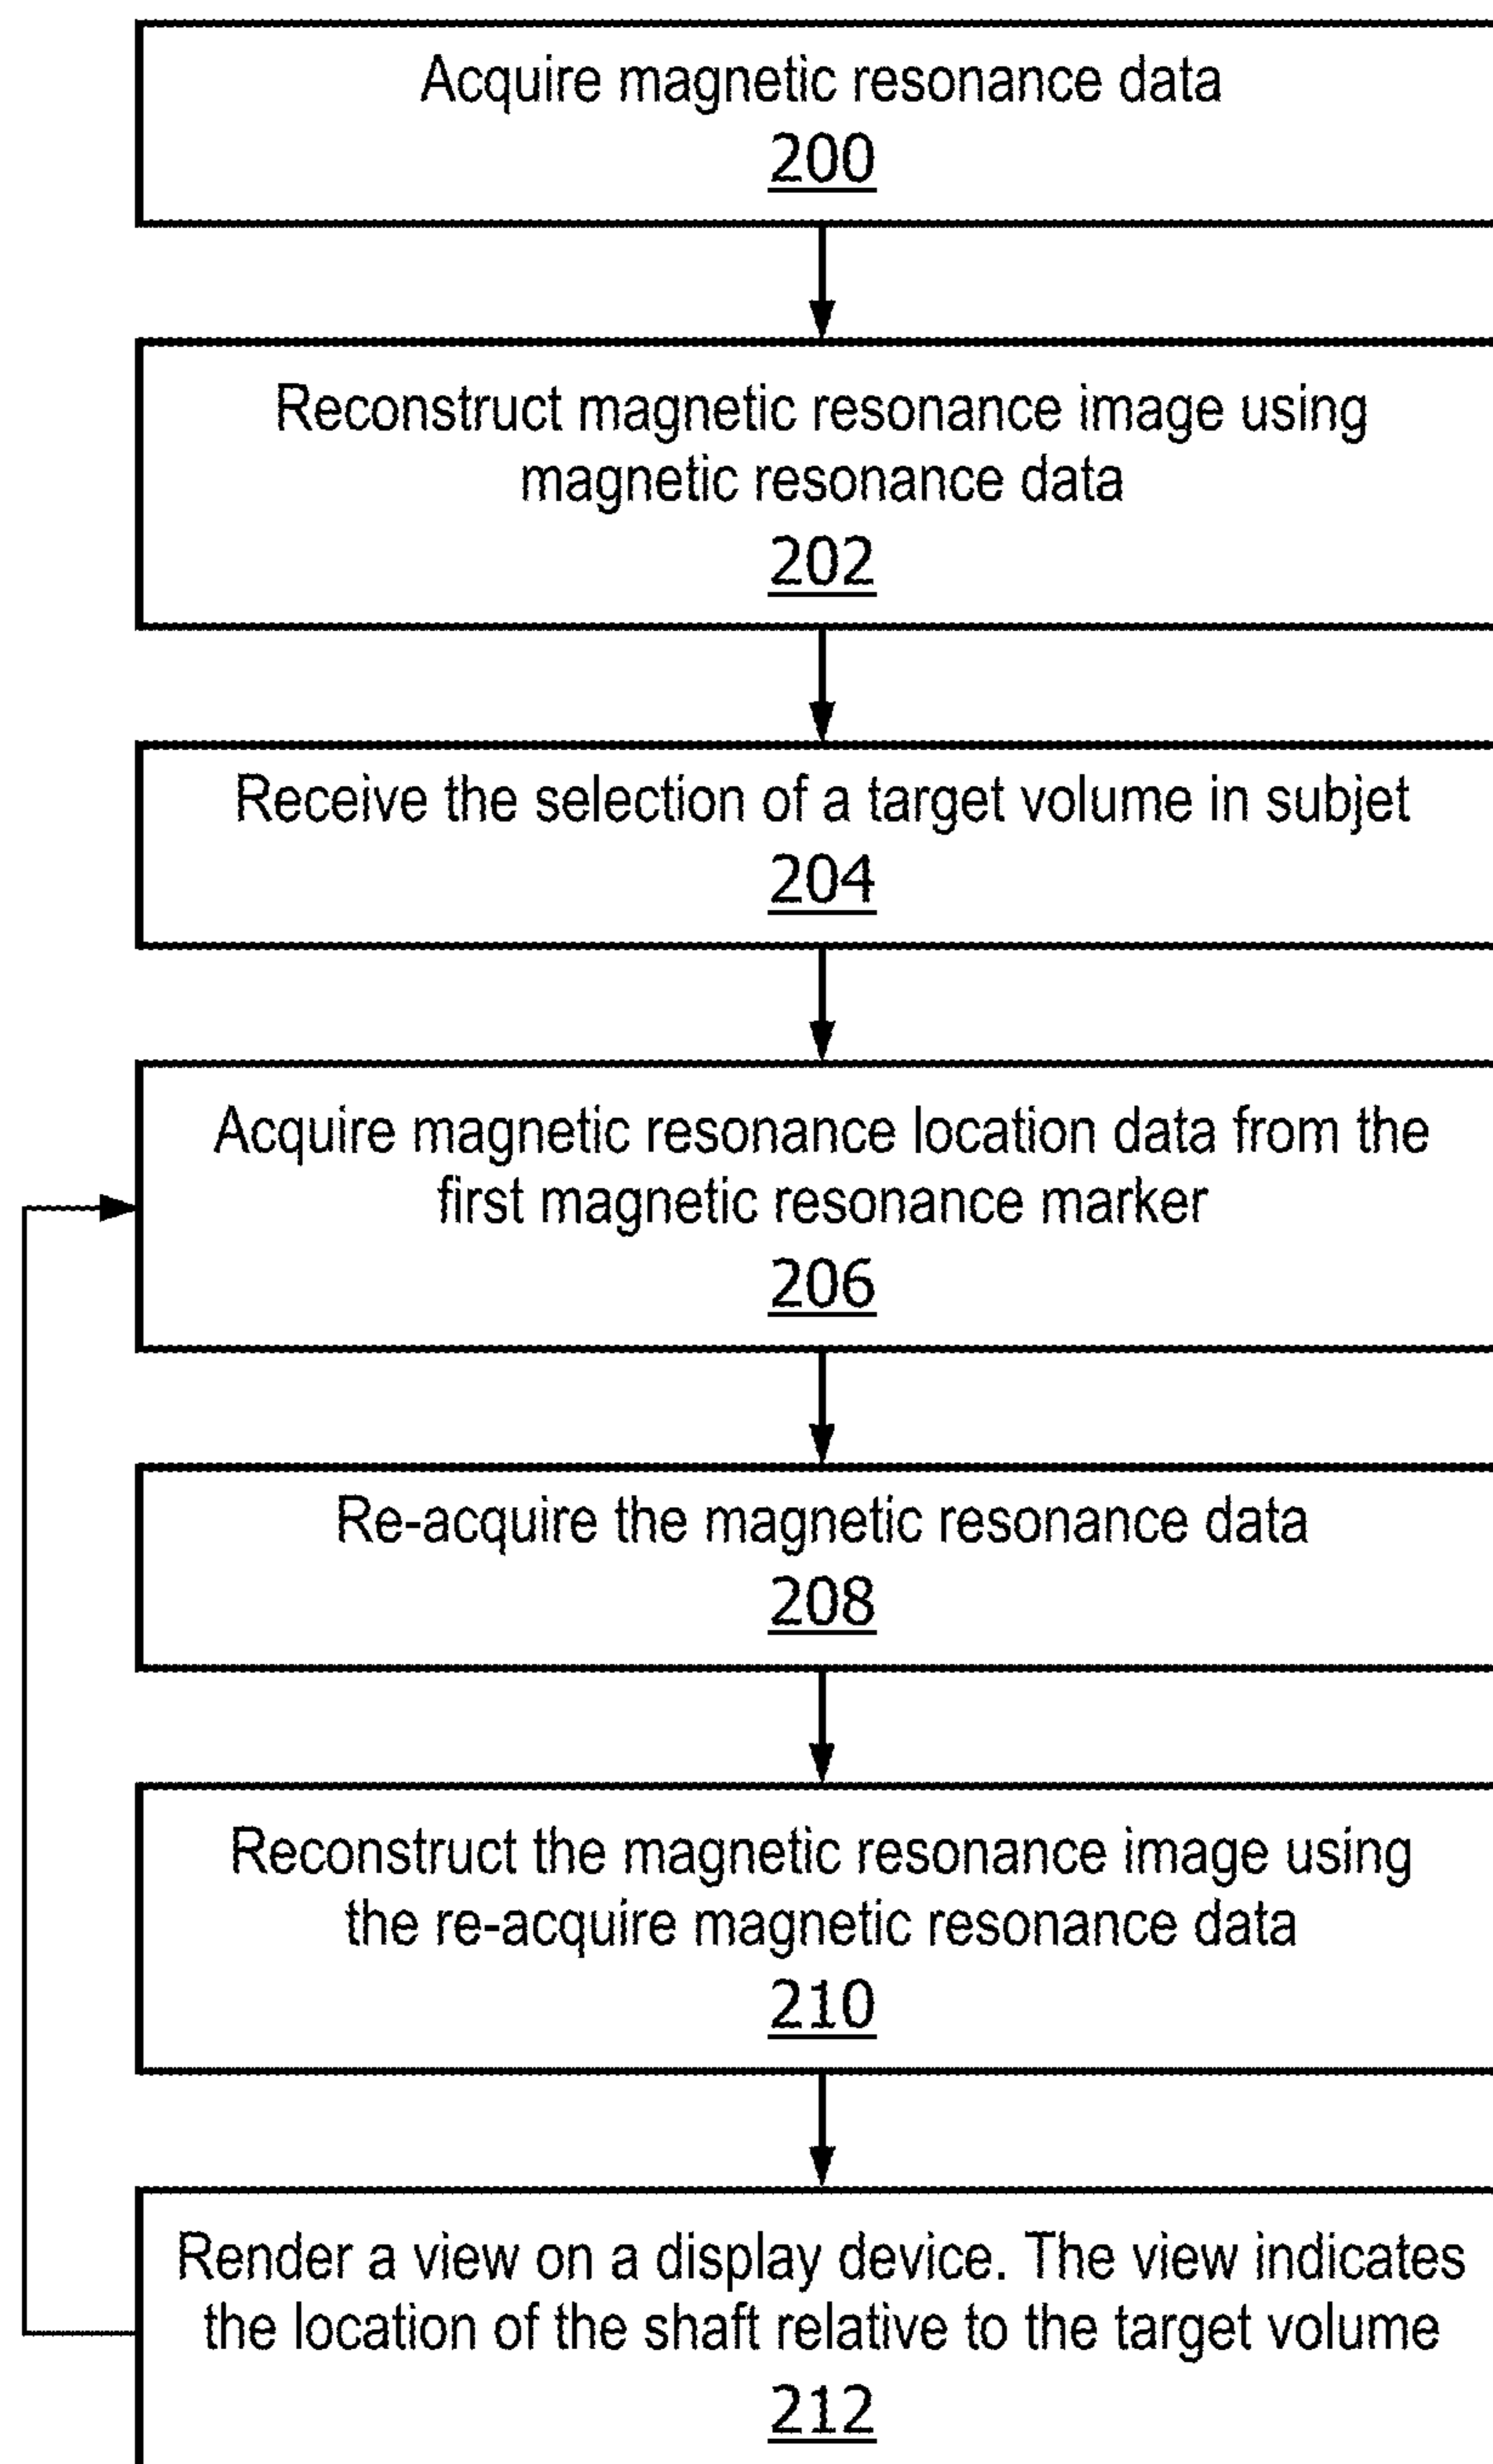 Acquire magnetic resonance data
200
Reconstruct magnetic resonance image using
magnetic resonance data
202
Receive the selection of a target volume in subjet
204
Acquire magnetic resonance location data from the
first magnetic resonance marker
206
Re-acquire the magnetic resonance data
208
Reconstruct the magnetic resonance image using
the re-acquire magnetic resonance data
210
Render a view on a display device. The view indicates
the location of the shaft relative to the target volume
212